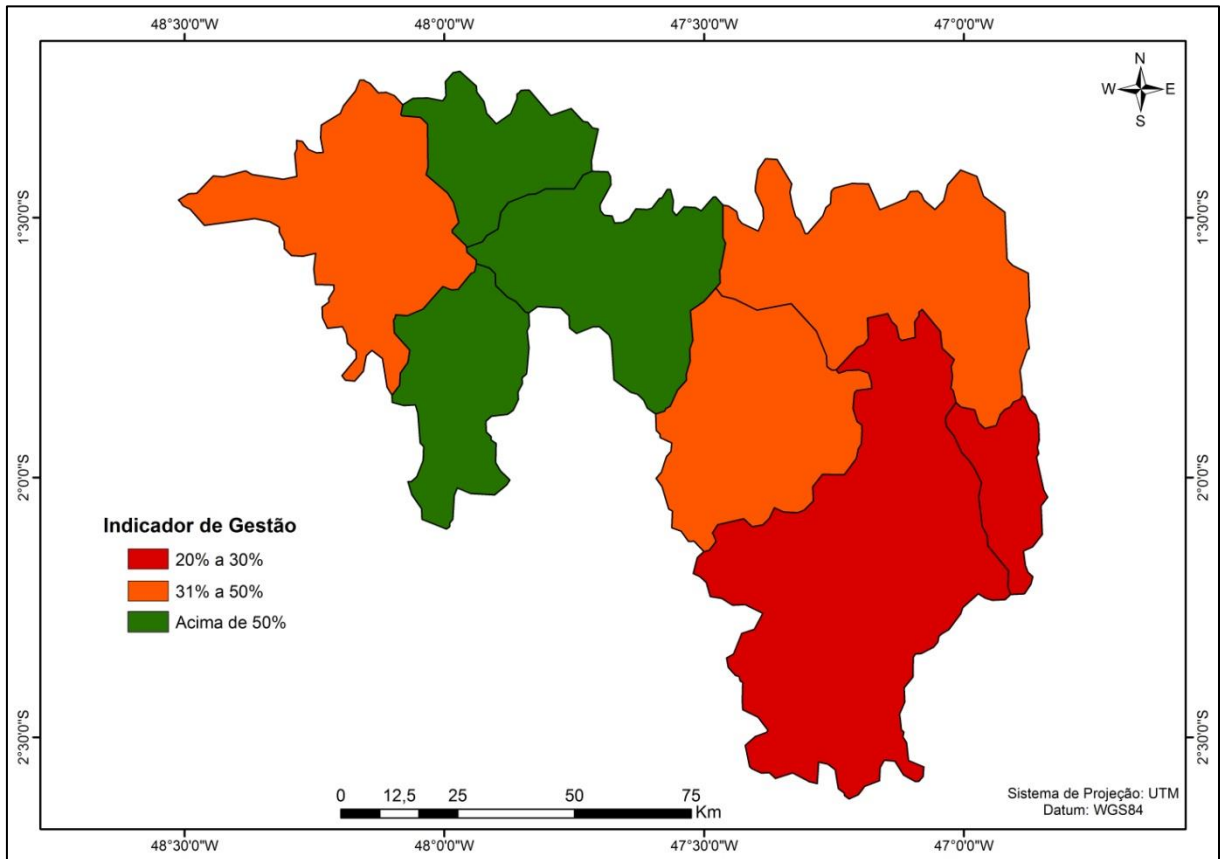 48°30'0"W 48°0'0"W 47°30'0"W 47°0'0"W
N
W E
S
1°30'0"S 1°30'0"S
2°0'0"S 2°0'0"S
Indicador de Gestão
20% a 30%
31% a 50%
Acima de 50%
2°30'0"S 2°30'0"S
0 12,5 25 50 75
Km
Sistema de Projeção: UTM
Datum: WGS84
48°30'0"W 48°0'0"W 47°30'0"W 47°0'0"W